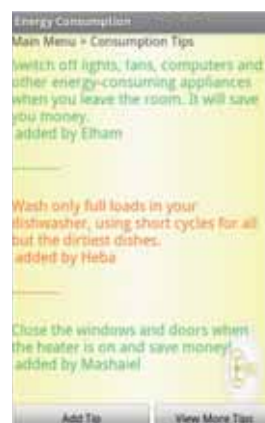 Energy Consumption
Main Menu > Consumption Tips
Switch off lights, fans, computers and
other energy-consuming appliances
when you leave the room. It will save
you money.
added by Elham
----------
Wash only full loads in your
dishwasher, using short cycles for all
but the dirtiest dishes.
added by Heba
----------
Close the windows and doors when
the heater is on and save money!
added by Mashaiel
Add Tip
View More Tips